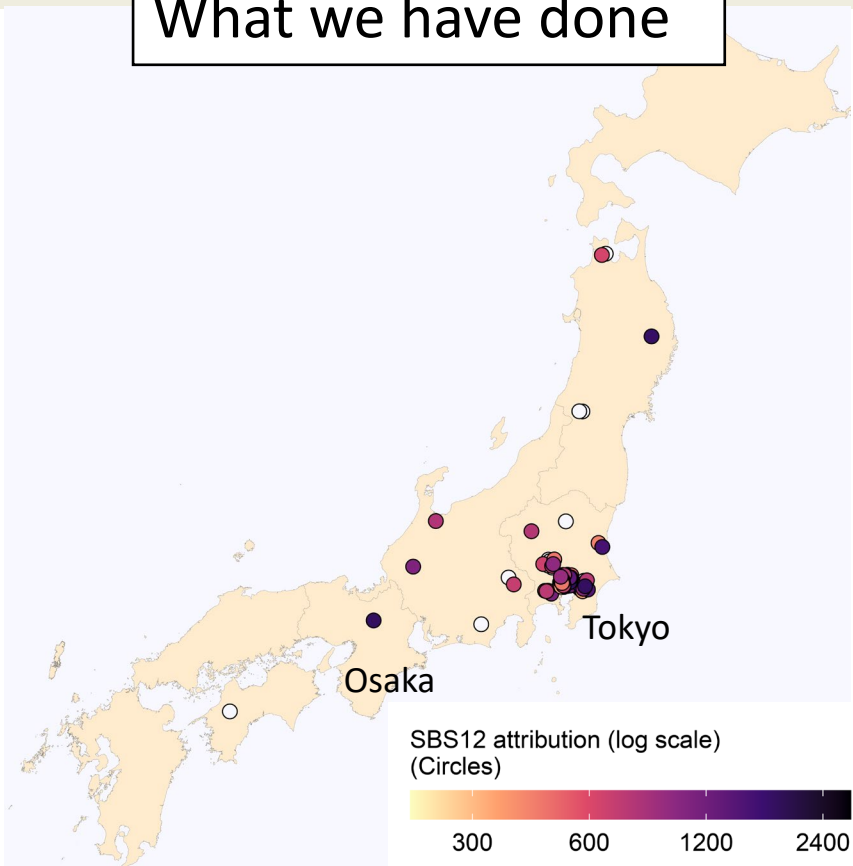 What we have done
Tokyo
Osaka
SBS12 attribution (log scale)
(Circles)
300 600 1200 2400